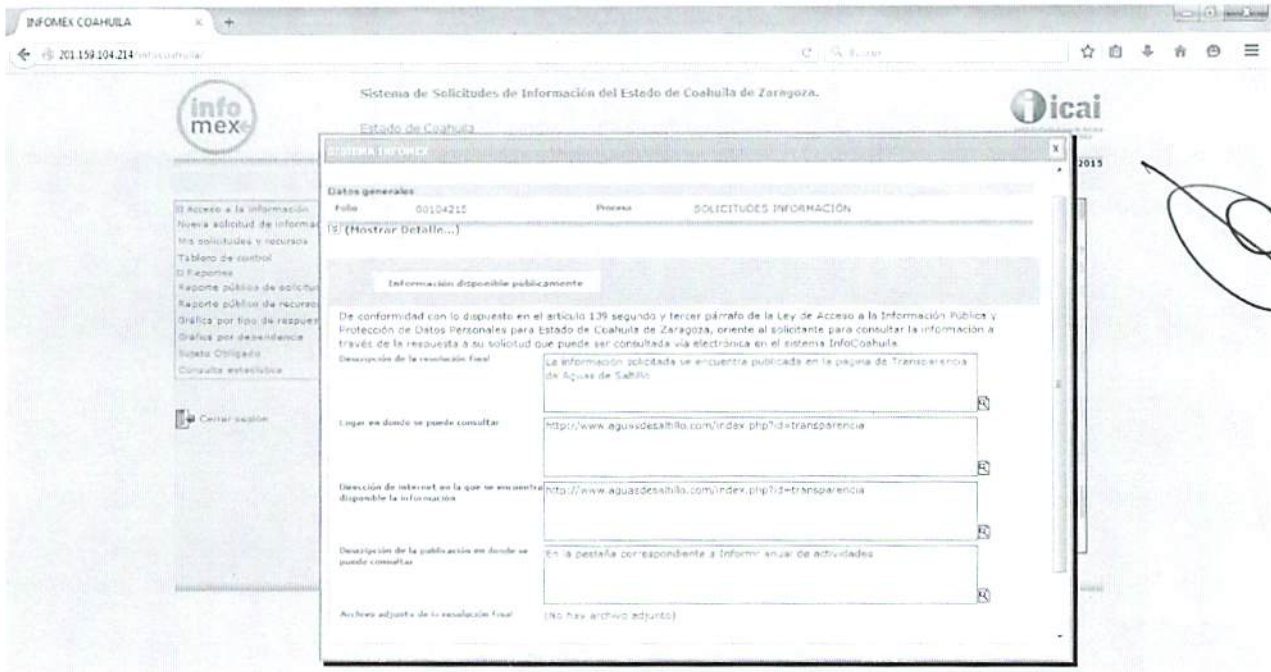 INFOMEX COAHUILA
201.159.104.214/infocoahuila/
Buscar
info
mex
Sistema de Solicitudes de Información del Estado de Coahuila de Zaragoza.
Estado de Coahuila
icai
2015
SISTEMA INFOMEX
x
Datos generales
Folio 00104215 Proceso SOLICITUDES INFORMACIÓN
(Mostrar Detalle...)
Acceso a la información
Nueva solicitud de informac
Mis solicitudes y recursos
Tablero de control
Reportes
Reporte público de solicitud
Reporte público de recursos
Gráfica por tipo de respues
Gráfica por dependencia
Sujeto Obligado
Consulta estadística
Cerrar sesión
Información disponible públicamente
De conformidad con lo dispuesto en el artículo 139 segundo y tercer párrafo de la Ley de Acceso a la Información Pública y
Protección de Datos Personales para Estado de Coahuila de Zaragoza, oriente al solicitante para consultar la información a
través de la respuesta a su solicitud que puede ser consultada vía electrónica en el sistema InfoCoahuila.
Descripción de la resolución final
La información solicitada se encuentra publicada en la página de Transparencia
de Aguas de Saltillo
Lugar en donde se puede consultar
http://www.aguasdesaltillo.com/index.php?id=transparencia
Dirección de internet en la que se encuentra
disponible la información
http://www.aguasdesaltillo.com/index.php?id=transparencia
Descripción de la publicación en donde se
puede consultar
En la pestaña correspondiente a Informe anual de actividades
Archivo adjunto de la resolución final
(No hay archivo adjunto)